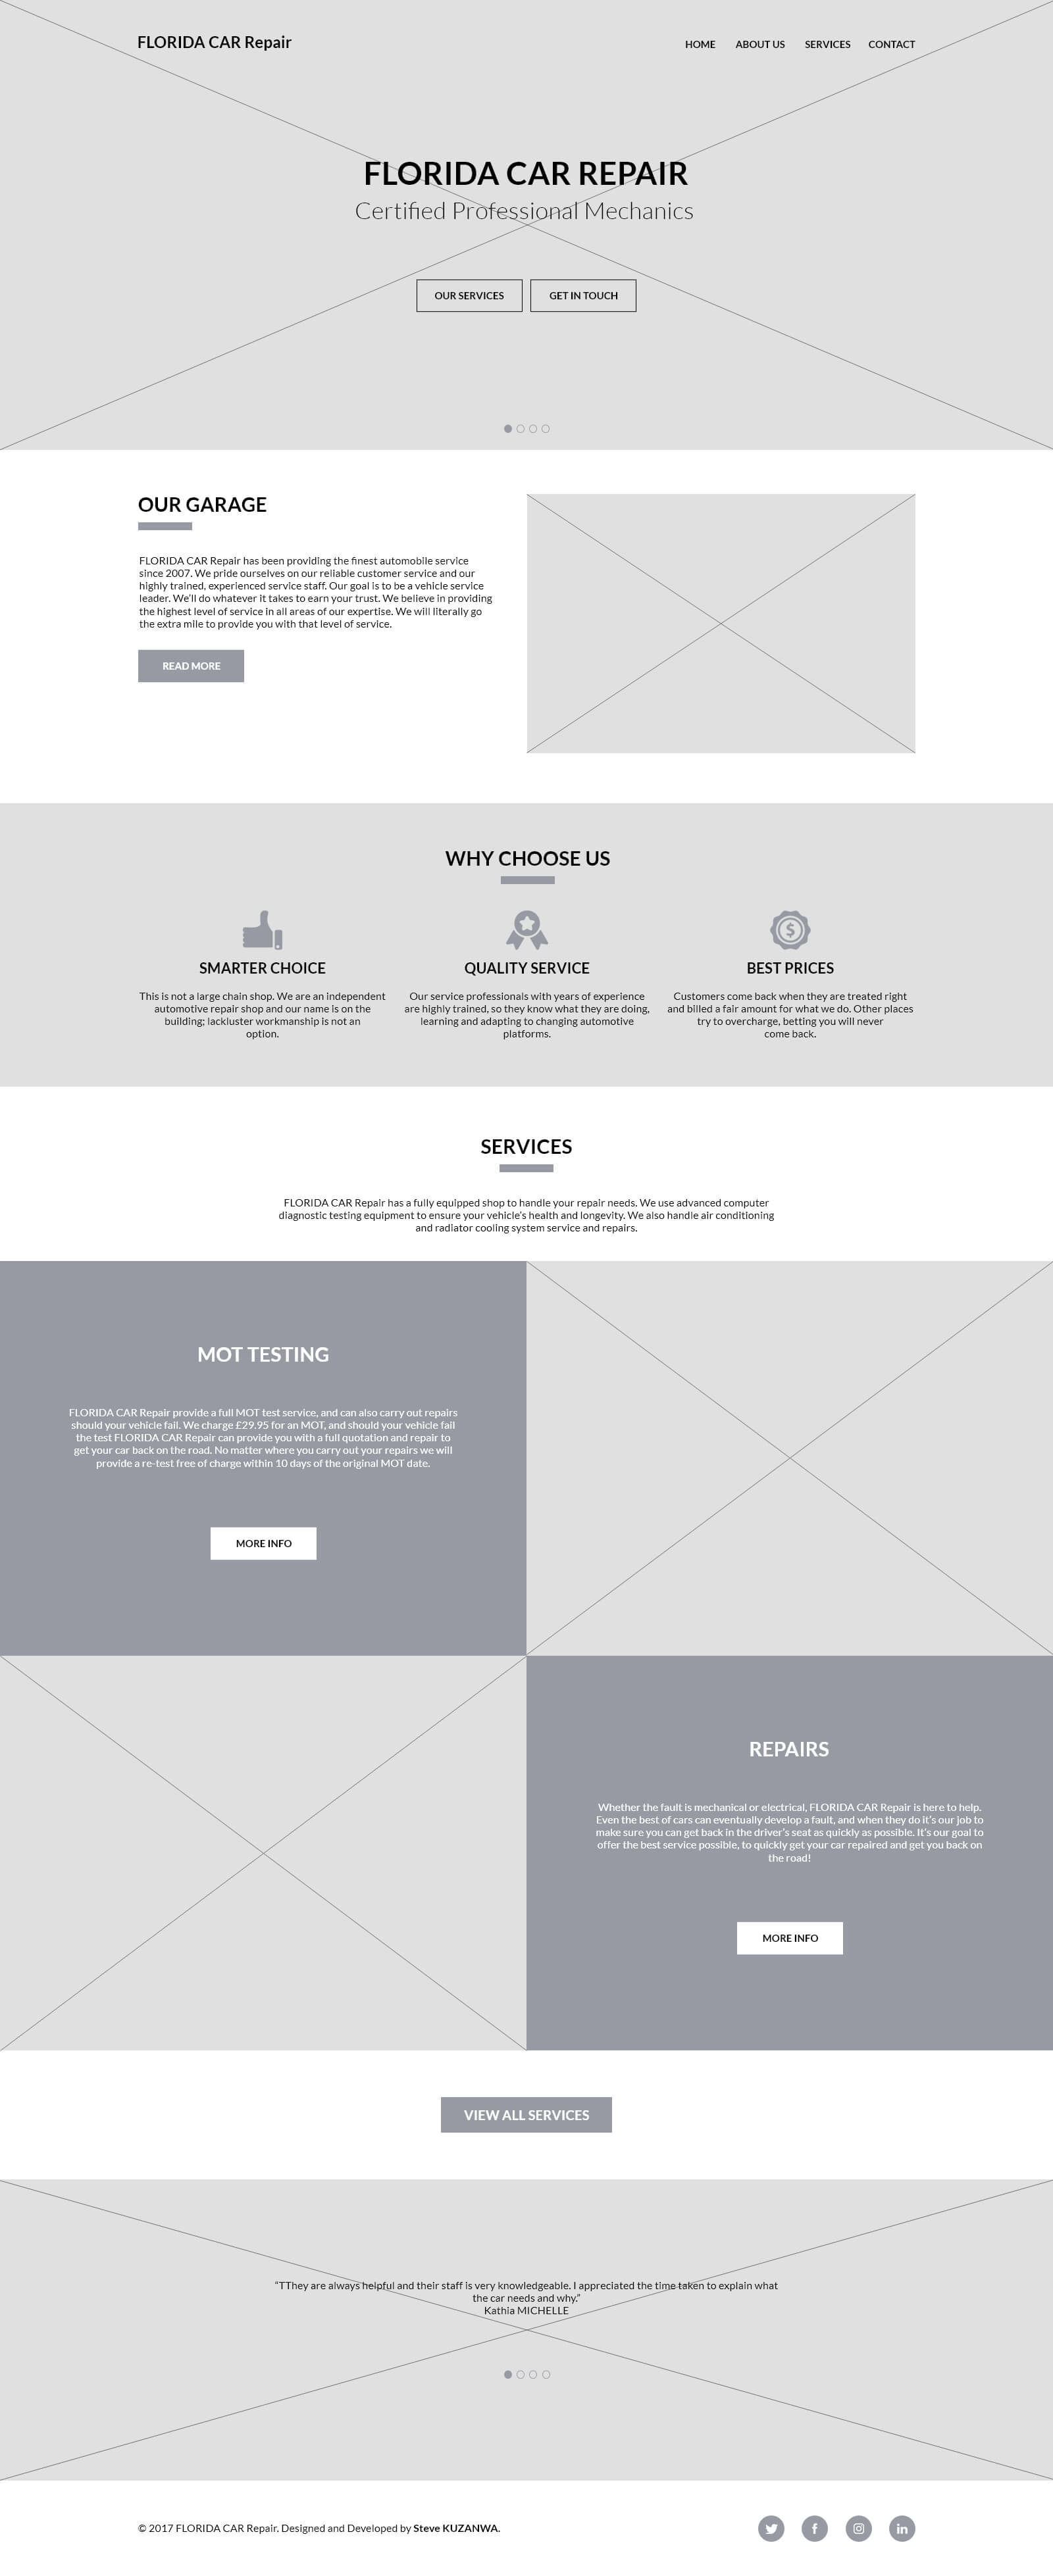 FLORIDA CAR Repair
HOME ABOUT US SERVICES CONTACT
FLORIDA CAR REPAIR
Certified Professional Mechanics
OUR SERVICES GET IN TOUCH
OUR GARAGE
FLORIDA CAR Repair has been providing the finest automobile service
since 2007. We pride ourselves on our reliable customer service and our
highly trained, experienced service staff. Our goal is to be a vehicle service
leader. We'll do whatever it takes to earn your trust. We believe in providing
the highest level of service in all areas of our expertise. We will literally go
the extra mile to provide you with that level of service.
READ MORE
WHY CHOOSE US
SMARTER CHOICE
This is not a large chain shop. We are an independent
automotive repair shop and our name is on the
building; lackluster workmanship is not an
option.
QUALITY SERVICE
Our service professionals with years of experience
are highly trained, so they know what they are doing,
learning and adapting to changing automotive
platforms.
BEST PRICES
Customers come back when they are treated right
and billed a fair amount for what we do. Other places
try to overcharge, betting you will never
come back.
SERVICES
FLORIDA CAR Repair has a fully equipped shop to handle your repair needs. We use advanced computer
diagnostic testing equipment to ensure your vehicle's health and longevity. We also handle air conditioning
and radiator cooling system service and repairs.
MOT TESTING
FLORIDA CAR Repair provide a full MOT test service, and can also carry out repairs
should your vehicle fail. We charge £29.95 for an MOT, and should your vehicle fail
the test FLORIDA CAR Repair can provide you with a full quotation and repair to
get your car back on the road. No matter where you carry out your repairs we will
provide a re-test free of charge within 10 days of the original MOT date.
MORE INFO
REPAIRS
Whether the fault is mechanical or electrical, FLORIDA CAR Repair is here to help.
Even the best of cars can eventually develop a fault, and when they do it's our job to
make sure you can get back in the driver's seat as quickly as possible. It's our goal to
offer the best service possible, to quickly get your car repaired and get you back on
the road!
MORE INFO
VIEW ALL SERVICES
“TThey are always helpful and their staff is very knowledgeable. I appreciated the time taken to explain what
the car needs and why.”
Kathia MICHELLE
© 2017 FLORIDA CAR Repair. Designed and Developed by Steve KUZANWA.